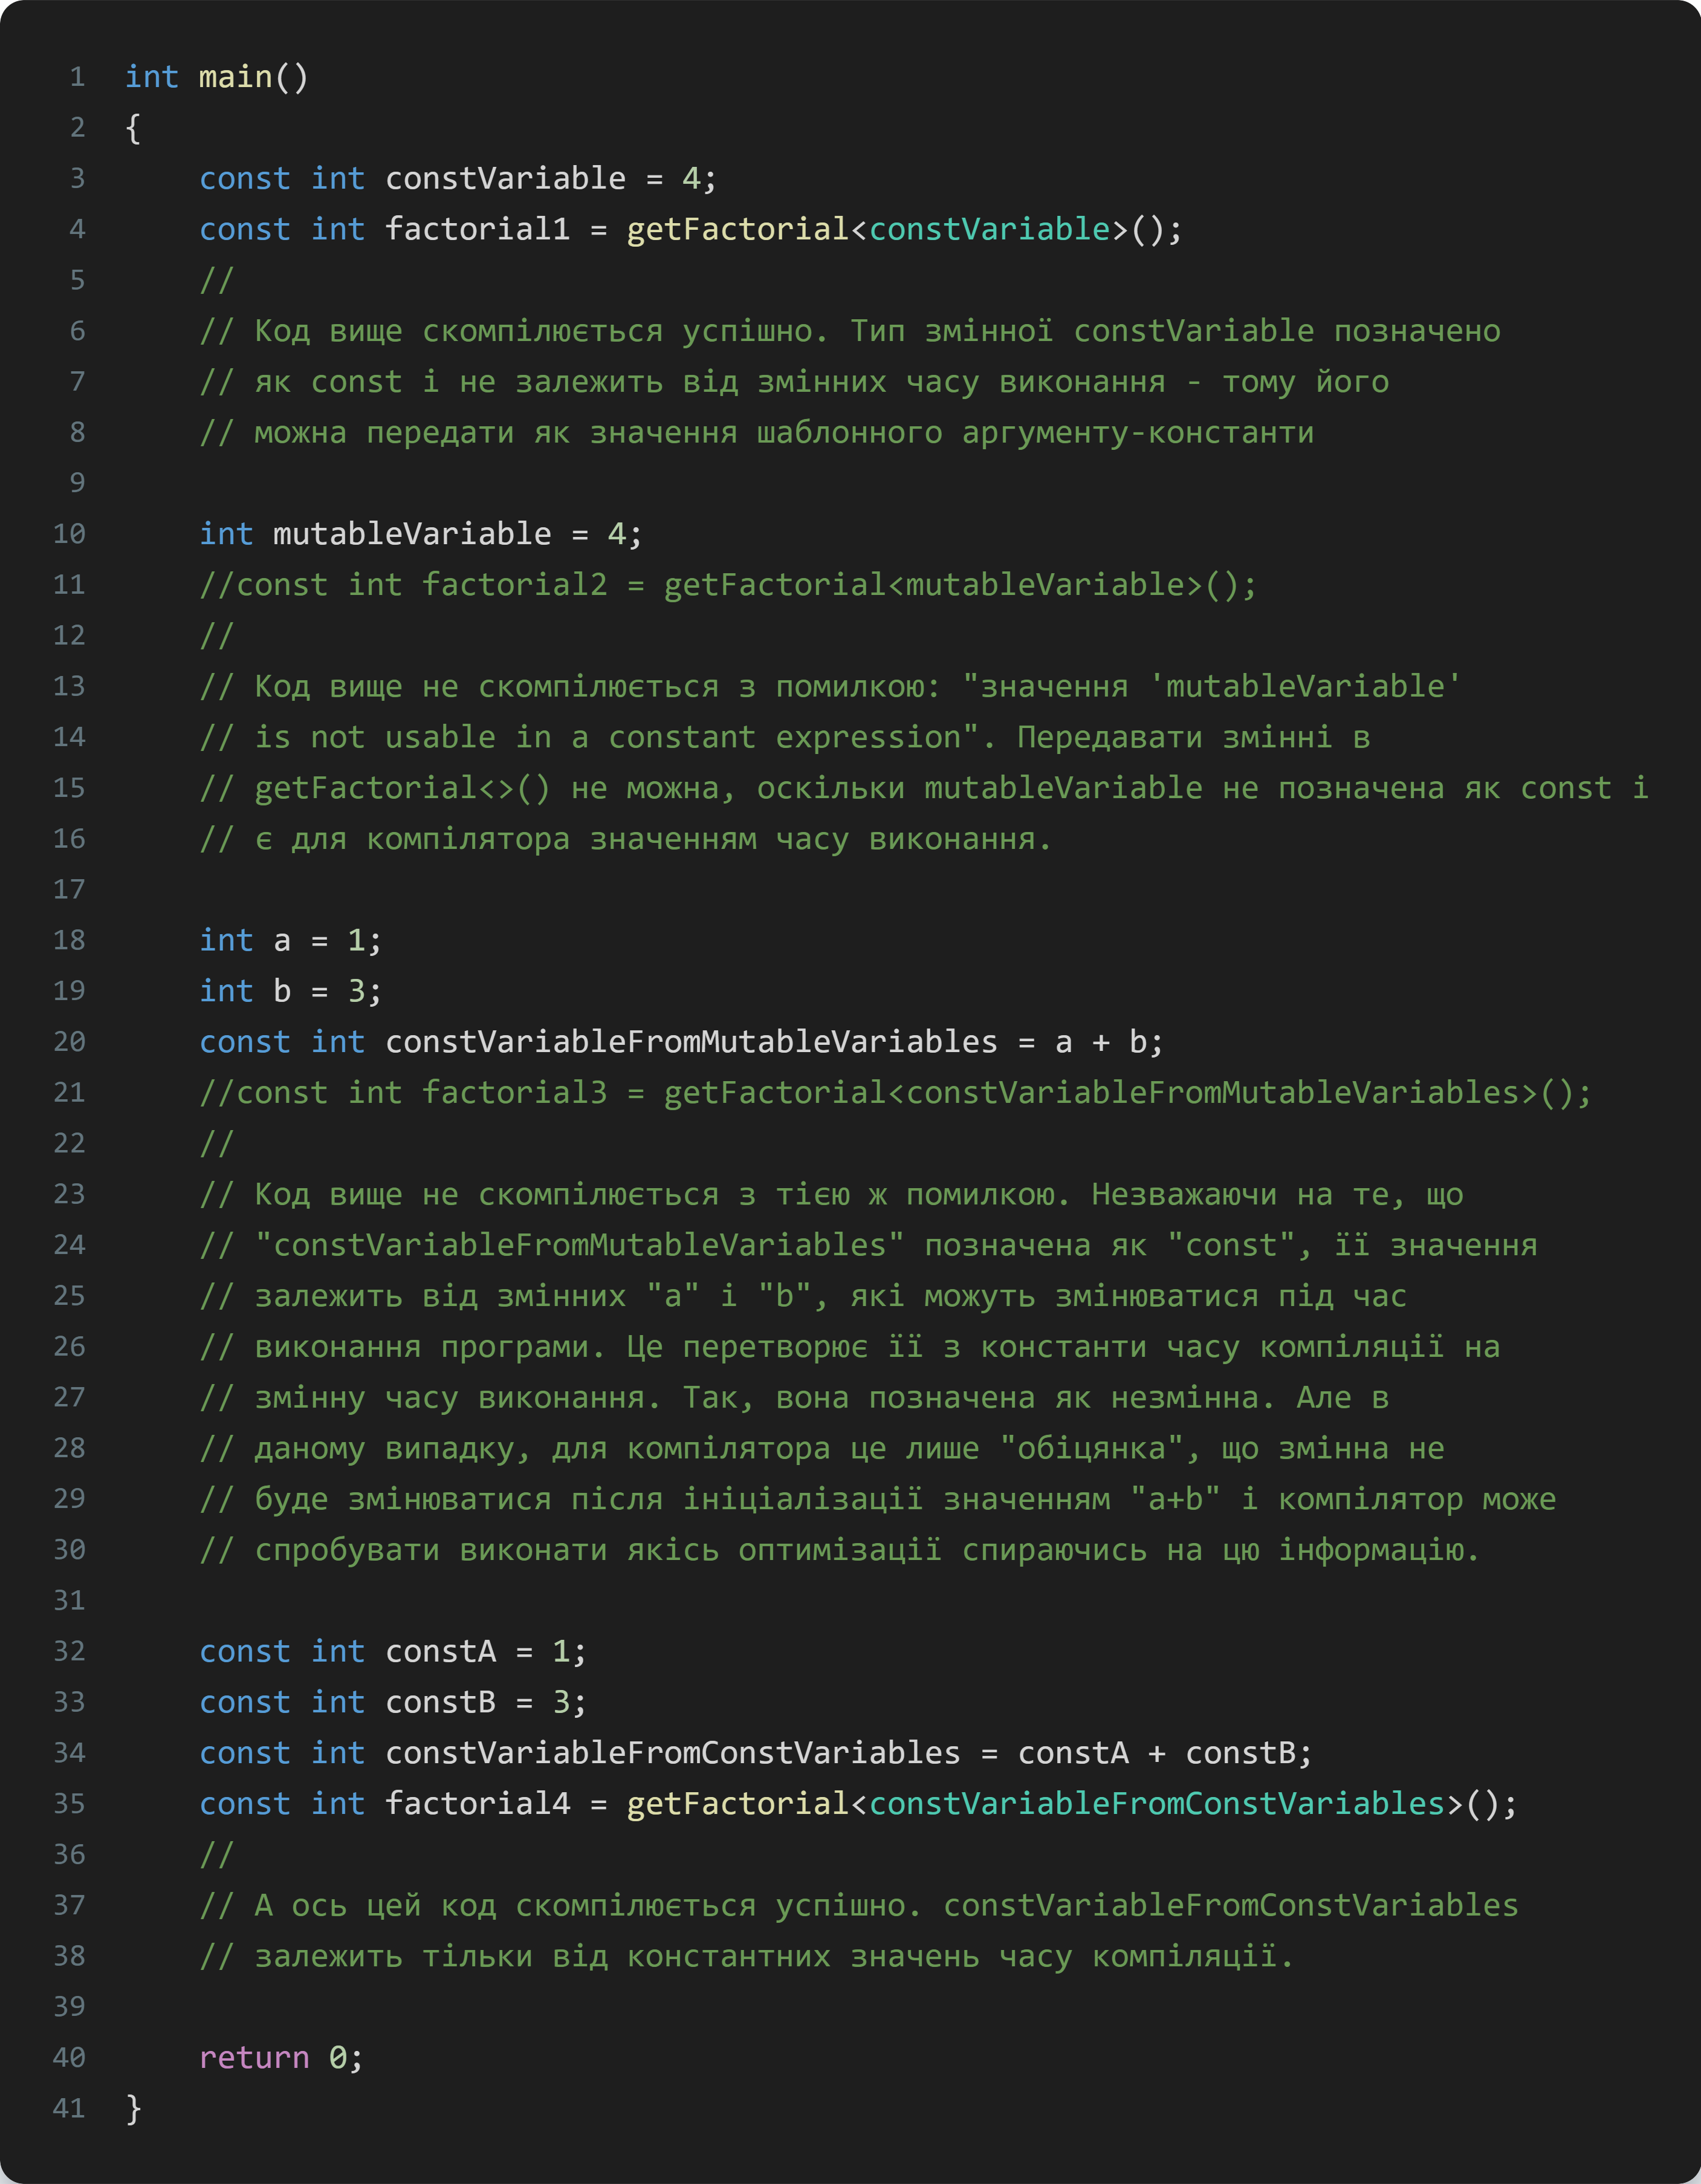 1 int main()
2 {
3 const int constVariable = 4;
4 const int factorial1 = getFactorial<constVariable>();
5 //
6 // Код вище скомпілюється успішно. Тип змінної constVariable позначено
7 // як const і не залежить від змінних часу виконання - тому його
8 // можна передати як значення шаблонного аргументу-константи
9
10 int mutableVariable = 4;
11 //const int factorial2 = getFactorial<mutableVariable>();
12 //
13 // Код вище не скомпілюється з помилкою: "значення 'mutableVariable'
14 // is not usable in a constant expression". Передавати змінні в
15 // getFactorial<>() не можна, оскільки mutableVariable не позначена як const і
16 // є для компілятора значенням часу виконання.
17
18 int a = 1;
19 int b = 3;
20 const int constVariableFromMutableVariables = a + b;
21 //const int factorial3 = getFactorial<constVariableFromMutableVariables>();
22 //
23 // Код вище не скомпілюється з тією ж помилкою. Незважаючи на те, що
24 // "constVariableFromMutableVariables" позначена як "const", її значення
25 // залежить від змінних "a" і "b", які можуть змінюватися під час
26 // виконання програми. Це перетворює її з константи часу компіляції на
27 // змінну часу виконання. Так, вона позначена як незмінна. Але в
28 // даному випадку, для компілятора це лише "обіцянка", що змінна не
29 // буде змінюватися після ініціалізації значенням "a+b" і компілятор може
30 // спробувати виконати якісь оптимізації спираючись на цю інформацію.
31
32 const int constA = 1;
33 const int constB = 3;
34 const int constVariableFromConstVariables = constA + constB;
35 const int factorial4 = getFactorial<constVariableFromConstVariables>();
36 //
37 // А ось цей код скомпілюється успішно. constVariableFromConstVariables
38 // залежить тільки від константних значень часу компіляції.
39
40 return 0;
41 }